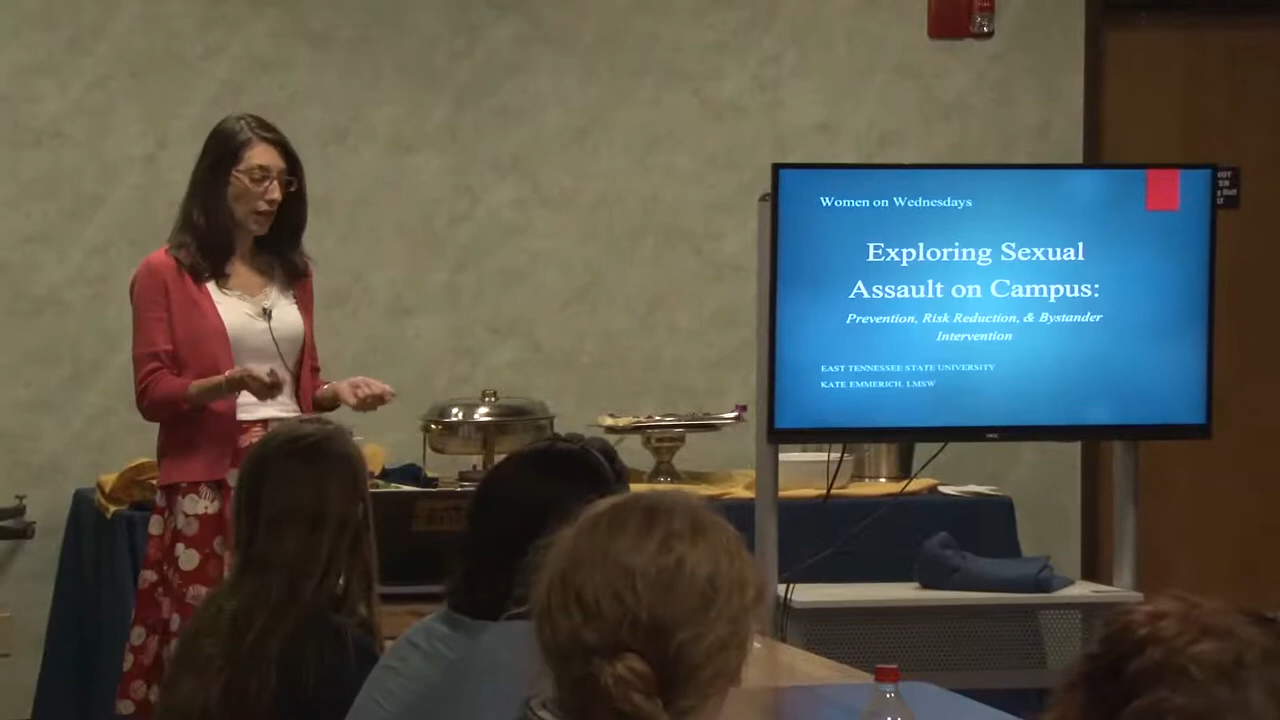 Women on Wednesdays
Exploring Sexual
Assault on Campus:
Prevention, Risk Reduction, & Bystander
Intervention
EAST TENNESSEE STATE UNIVERSITY
KATE EMMERICH, LMSW
NEC